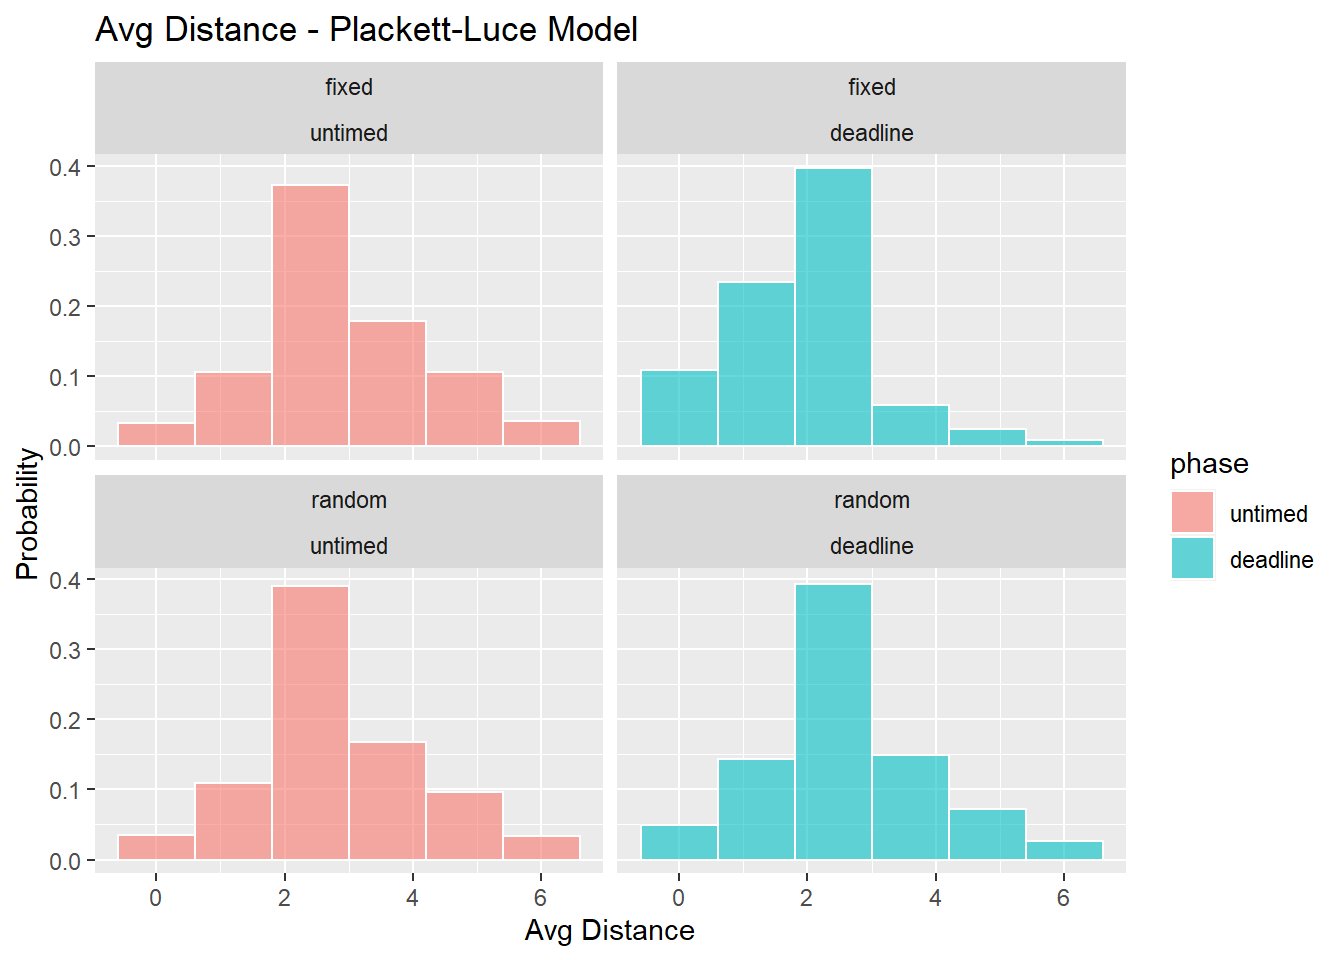 Avg Distance - Plackett-Luce Model
fixed
untimed
fixed
deadline
0.4
0.3
0.2
0.1
0.0
random
untimed
random
deadline
0.4
0.3
0.2
0.1
0.0
0 2 4 6
0 2 4 6
Avg Distance
Probability
phase
untimed
deadline